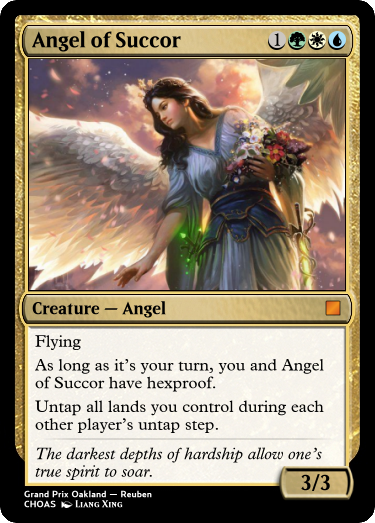 Angel of Succor
1
Creature — Angel
Flying
As long as it's your turn, you and Angel
of Succor have hexproof.
Untap all lands you control during each
other player's untap step.
The darkest depths of hardship allow one's
true spirit to soar.
3/3
Grand Prix Oakland — Reuben
CHOAS Liang Xing